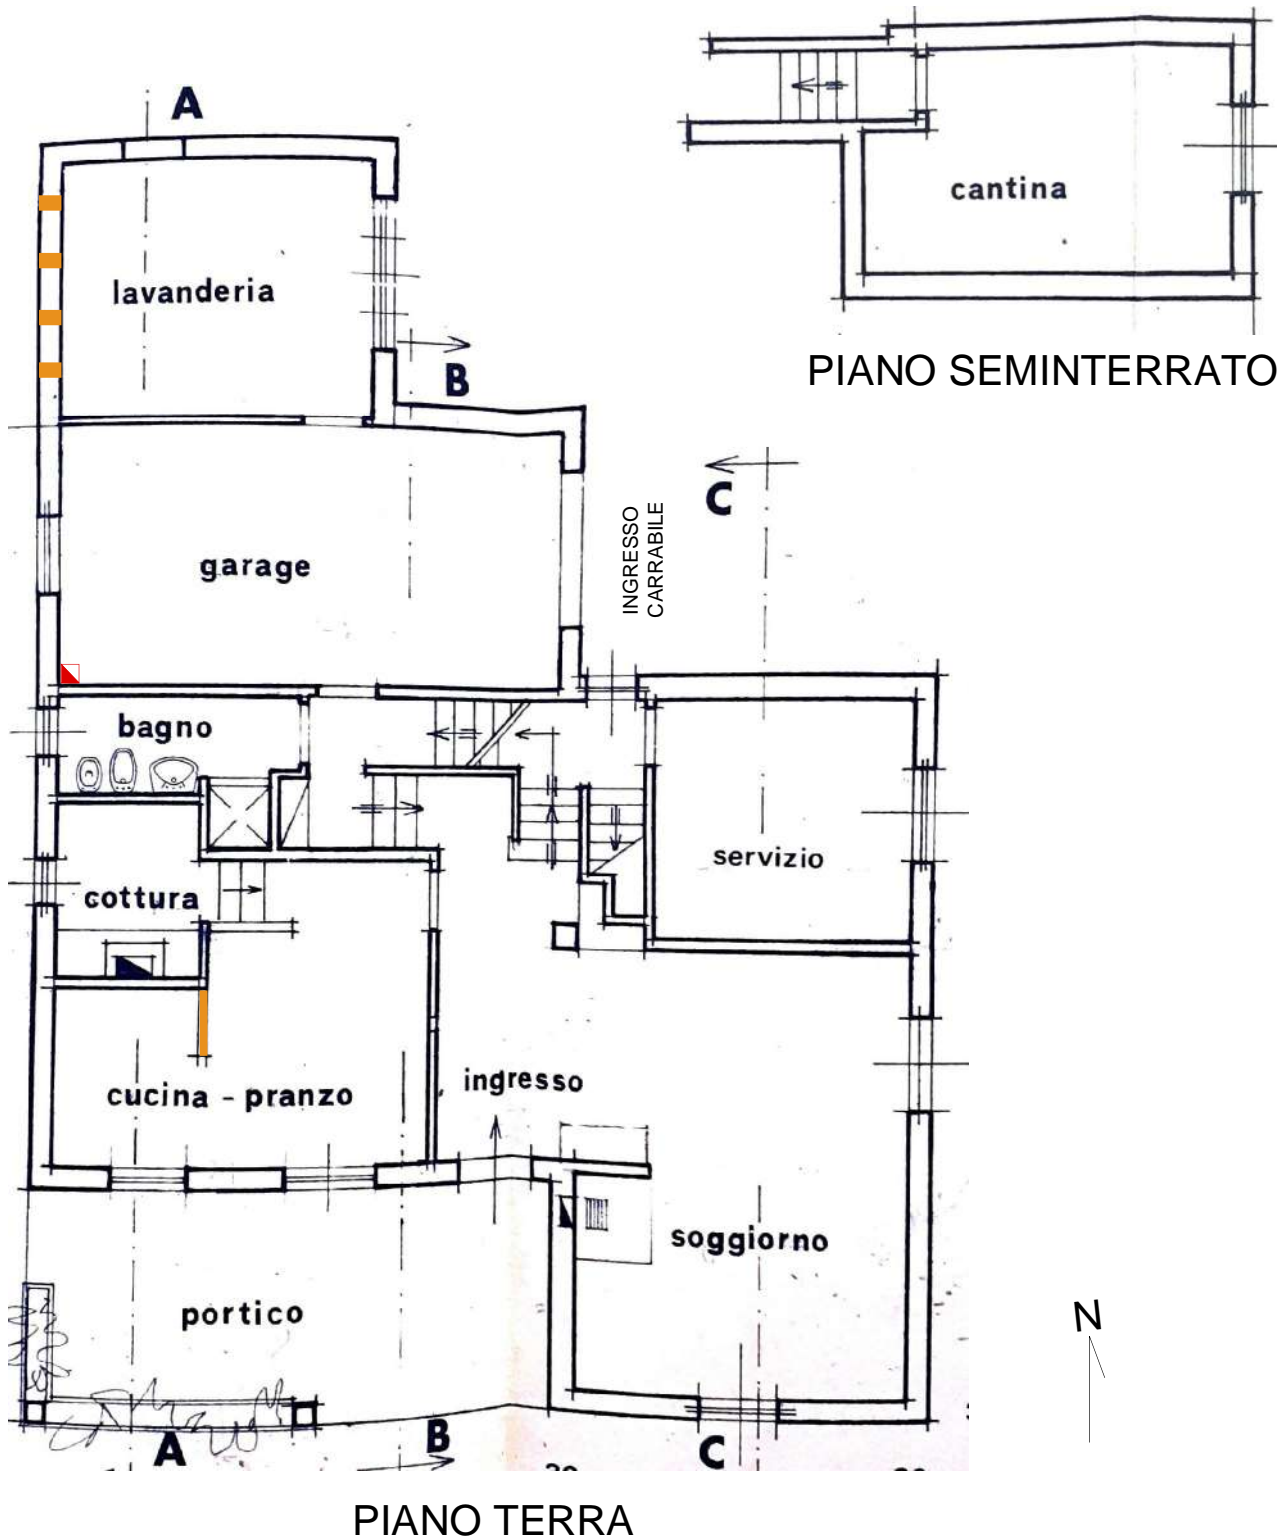 A
cantina
lavanderia
PIANO SEMINTERRATO
B
C
INGRESSO
CARRABILE
garage
bagno
servizio
cottura
ingresso
cucina - pranzo
soggiorno
portico
N
A
B
C
PIANO TERRA